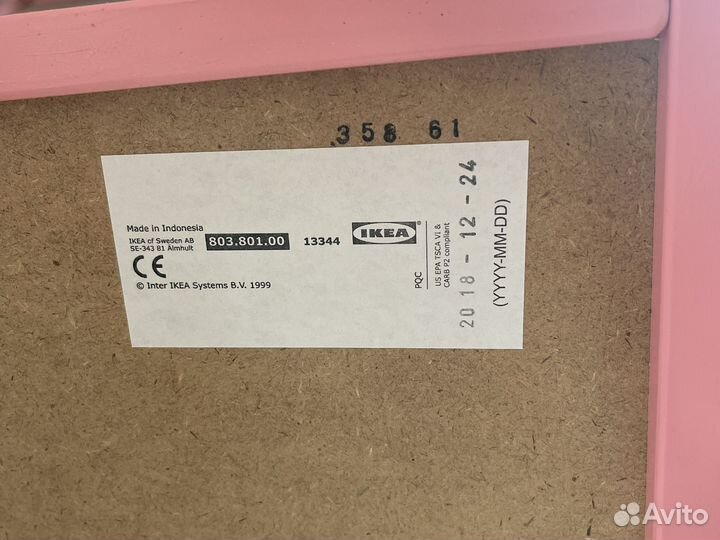 .358 61
Made in Indonesia
IKEA of Sweden AB
SE-343 81 Älmhult
803.801.00
13344
IKEA
CE
© Inter IKEA Systems B.V. 1999
PQC
US EPA TSCA VI &
CARB P2 compliant
2018-12-24
(YYYY-MM-DD)
Avito